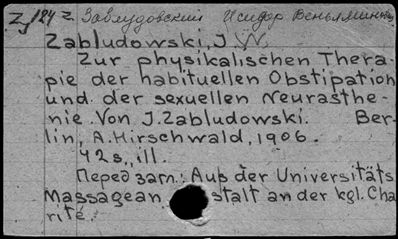 Z/184 z Завлудовский Исидор Веньяминович
Zabludowski, J. W.
Zur physikalischen Thera-
pie der habituellen Obstipation
und der sexuellen Neurasthe-
nie. Von J. Zabludowski. Ber-
lin, A. Hirschwald, 1906.
42 s., ill.
Перед загл.: Aus der Universitäts
Massagean stalt an der kgl. Cha
rité.